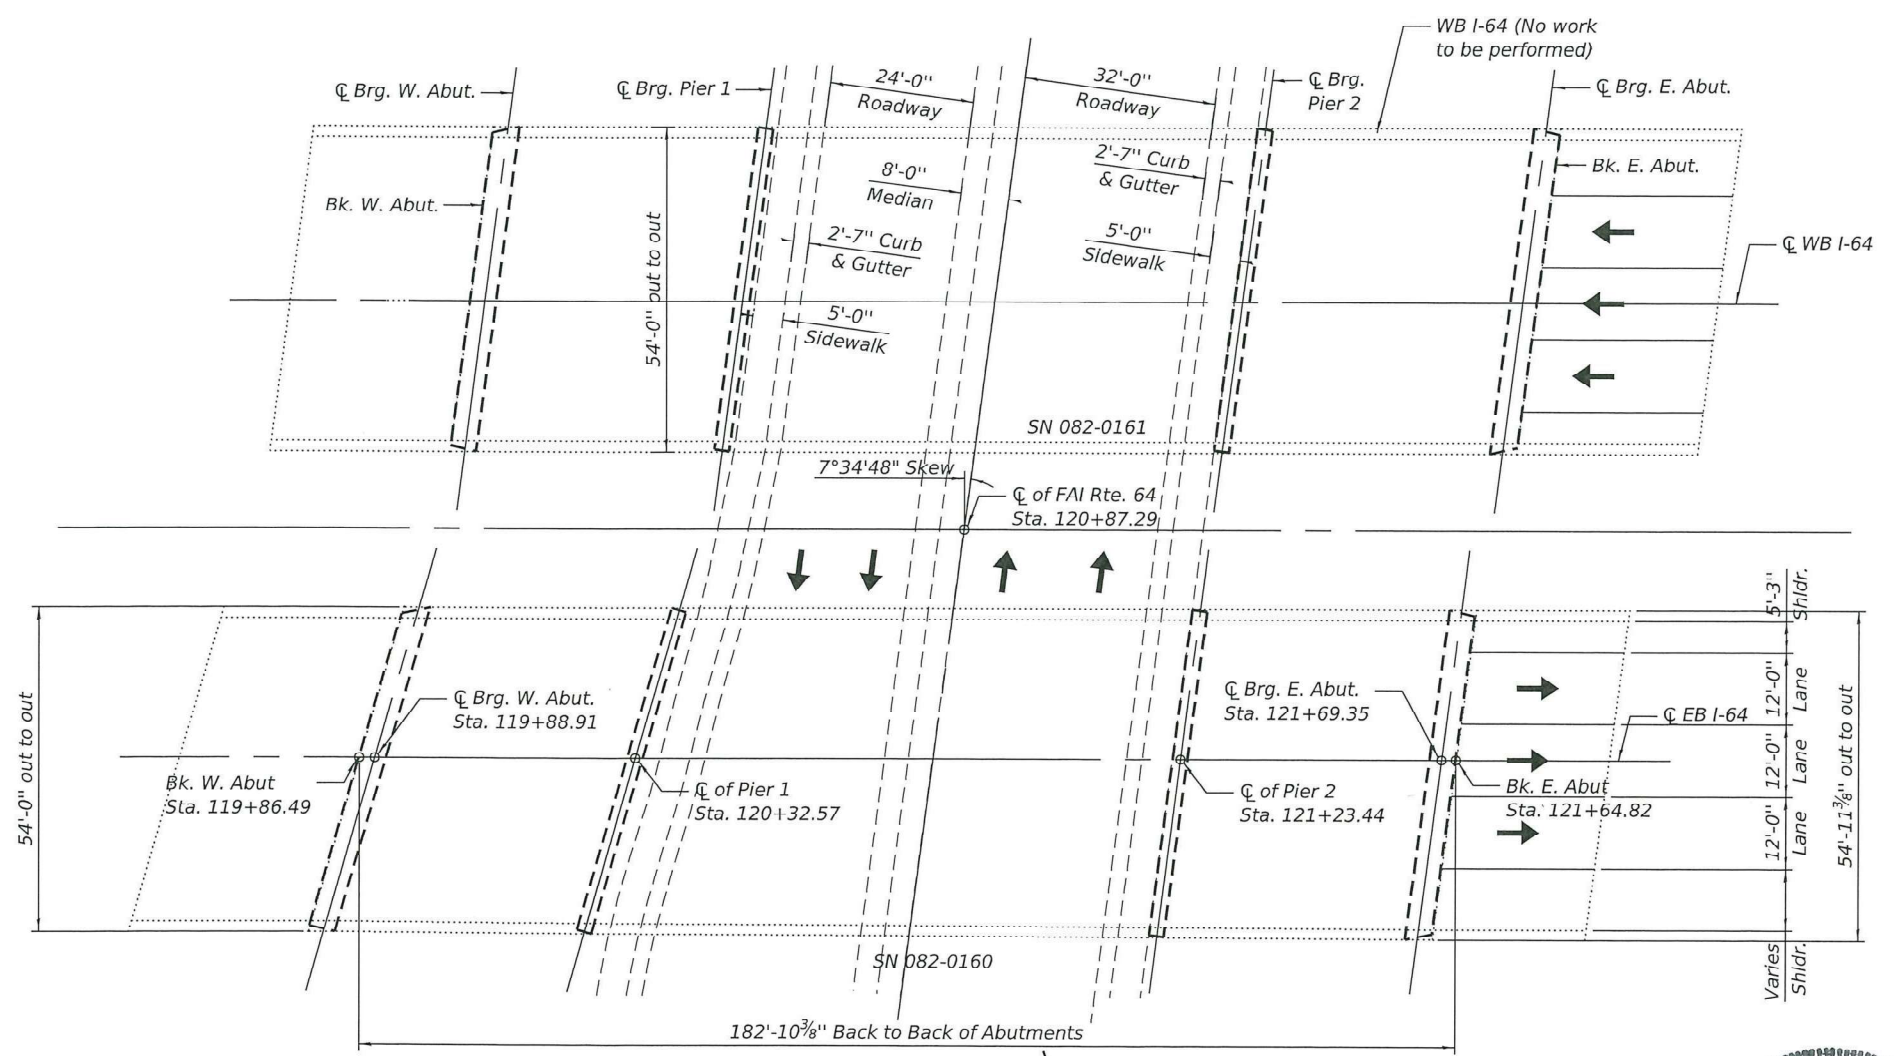 WB I-64 (No work
to be performed)
℄ Brg. W. Abut.
℄ Brg. Pier 1
24'-0"
Roadway
32'-0"
Roadway
℄ Brg.
Pier 2
℄ Brg. E. Abut.
Bk. W. Abut.
54'-0" out to out
8'-0"
Median
2'-7" Curb
& Gutter
Bk. E. Abut.
2'-7" Curb
& Gutter
5'-0"
Sidewalk
℄ WB I-64
5'-0"
Sidewalk
SN 082-0161
7°34'48" Skew
℄ of FAI Rte. 64
Sta. 120+87.29
5'-3"
Shldr.
54'-0" out to out
℄ Brg. W. Abut.
Sta. 119+88.91
℄ Brg. E. Abut.
Sta. 121+69.35
12'-0"
Lane
℄ EB I-64
Bk. W. Abut
Sta. 119+86.49
℄ of Pier 1
Sta. 120+32.57
℄ of Pier 2
Sta. 121+23.44
Bk. E. Abut
Sta. 121+64.82
12'-0"
Lane
12'-0"
Lane
54'-11⅜" out to out
SN 082-0160
Varies
Shldr.
182'-10⅜" Back to Back of Abutments